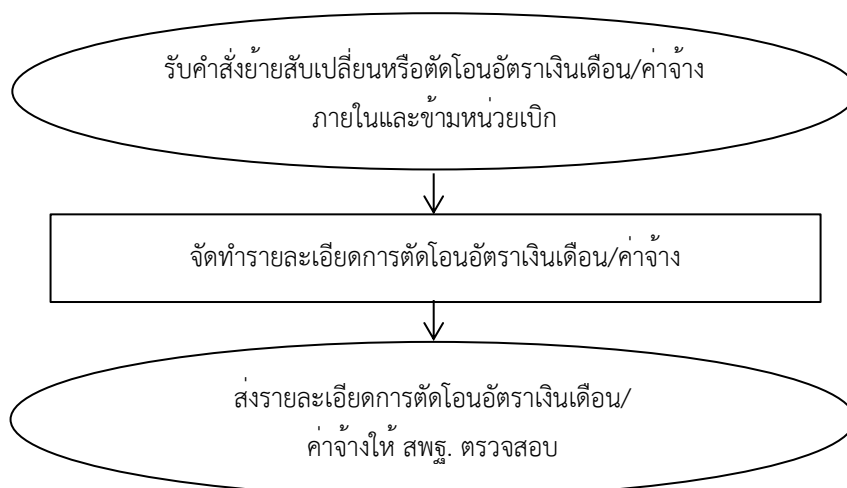 รับคำสั่งย้ายสับเปลี่ยนหรือตัดโอนอัตราเงินเดือน/ค่าจ้าง
ภายในและข้ามหน่วยเบิก
จัดทำรายละเอียดการตัดโอนอัตราเงินเดือน/ค่าจ้าง
ส่งรายละเอียดการตัดโอนอัตราเงินเดือน/
ค่าจ้างให้ สพฐ. ตรวจสอบ